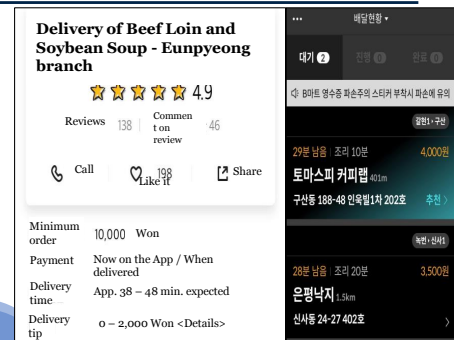 Delivery of Beef Loin and
Soybean Soup - Eunpyeong
branch
4.9
Reviews 138 Commen
t on
review 46
Call 198
Like it Share
Minimum
order 10,000 Won
Payment Now on the App / When
delivered
Delivery
time App. 38 – 48 min. expected
Delivery
tip 0 – 2,000 Won <Details>
배달현황
대기 2 진행 0 완료 0
B마트 영수증 파손주의 스티커 부착시 파손에 유의
갈현1 › 구산
29분 남음 조리 10분 4,000원
토마스피 커피랩 401m
구산동 188-48 인욱빌1차 202호 추천
녹번 › 신사1
28분 남음 조리 20분 3,500원
은평낙지 1.5km
신사동 24-27 402호